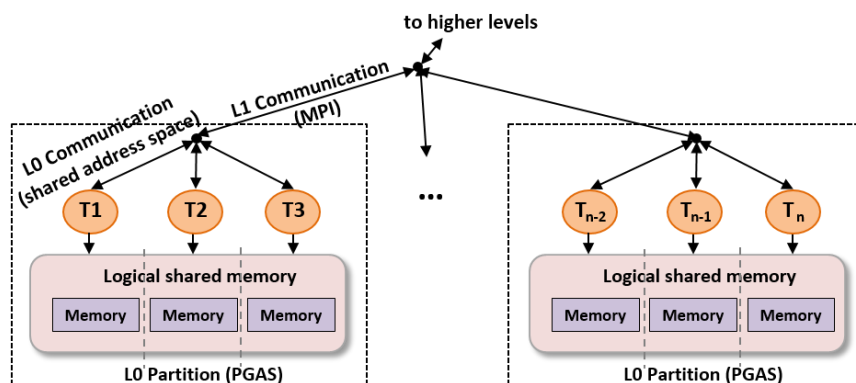 to higher levels
L1 Communication
(MPI)
L0 Communication
(shared address space)
T1 T2 T3
...
Tn-2 Tn-1 Tn
Logical shared memory
Memory Memory Memory
L0 Partition (PGAS)
Logical shared memory
Memory Memory Memory
L0 Partition (PGAS)